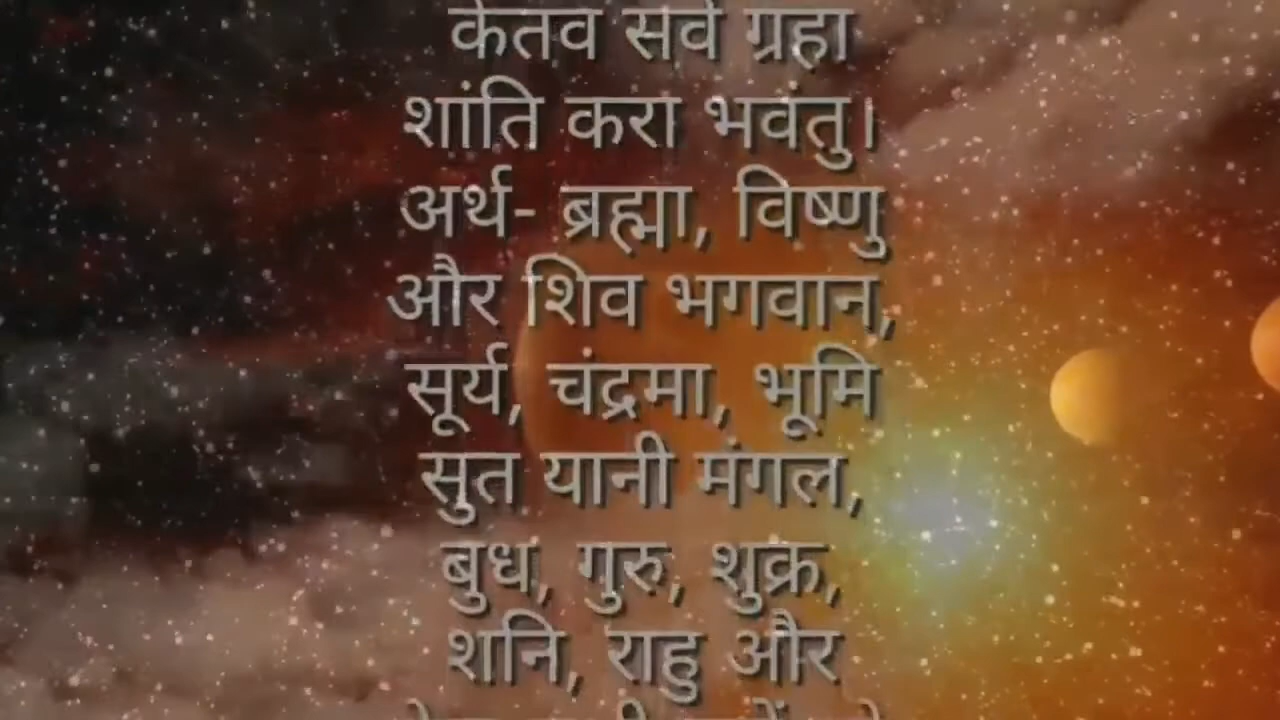 केतव सर्वे ग्रहा
शांति करा भवंतु।
अर्थ- ब्रह्मा, विष्णु
और शिव भगवान,
सूर्य, चंद्रमा, भूमि
सुत यानी मंगल,
बुध, गुरु, शुक्र,
शनि, राहु और